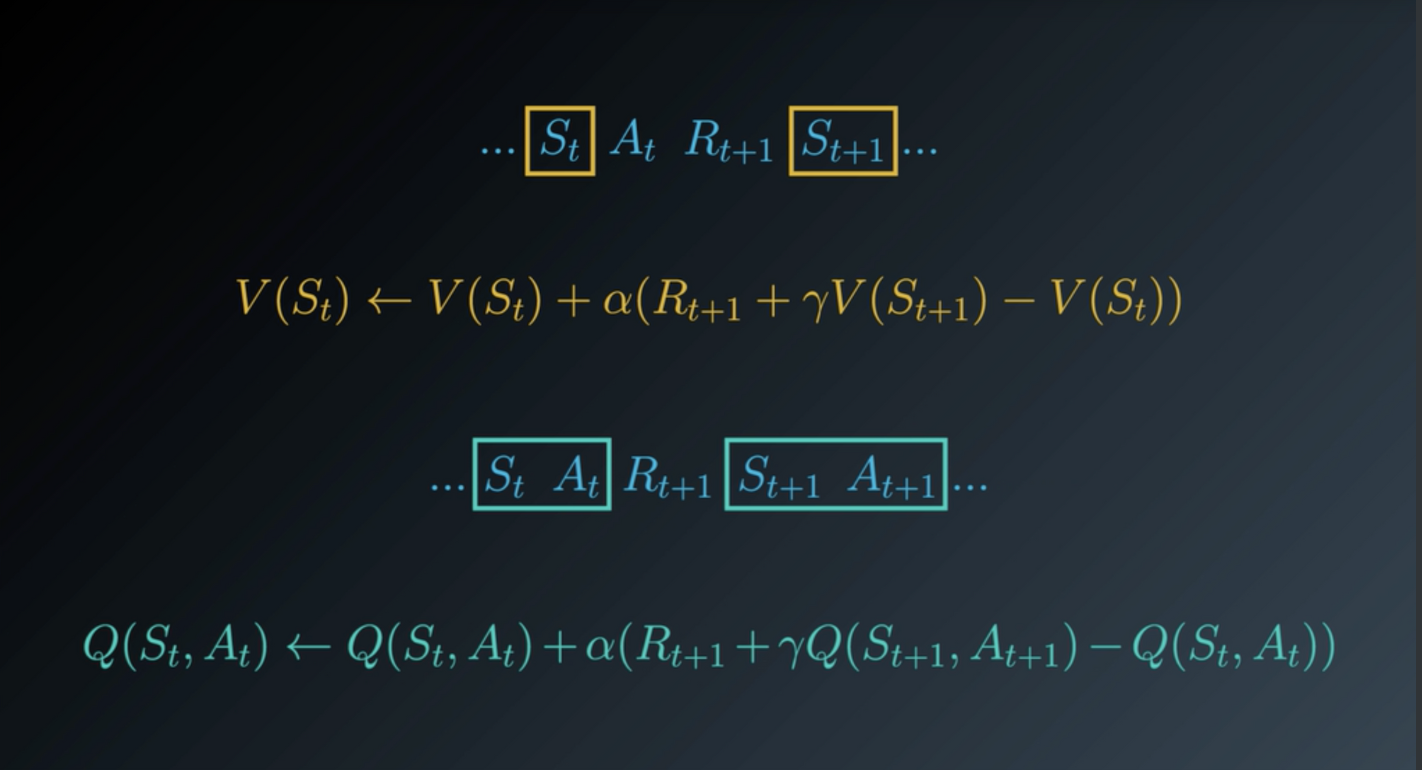 ... S_t A_t R_{t+1} S_{t+1} ...
V(S_t) ← V(S_t) + α(R_{t+1} + γV(S_{t+1}) − V(S_t))
... S_t A_t R_{t+1} S_{t+1} A_{t+1} ...
Q(S_t, A_t) ← Q(S_t, A_t) + α(R_{t+1} + γQ(S_{t+1}, A_{t+1}) − Q(S_t, A_t))